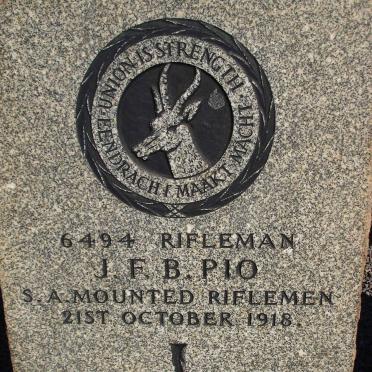 UNION IS STRENGTH
EENDRACHT MAAKT MACHT
6494 RIFLEMAN
J. F. B. PIO
S. A. MOUNTED RIFLEMEN
21ST OCTOBER 1918.